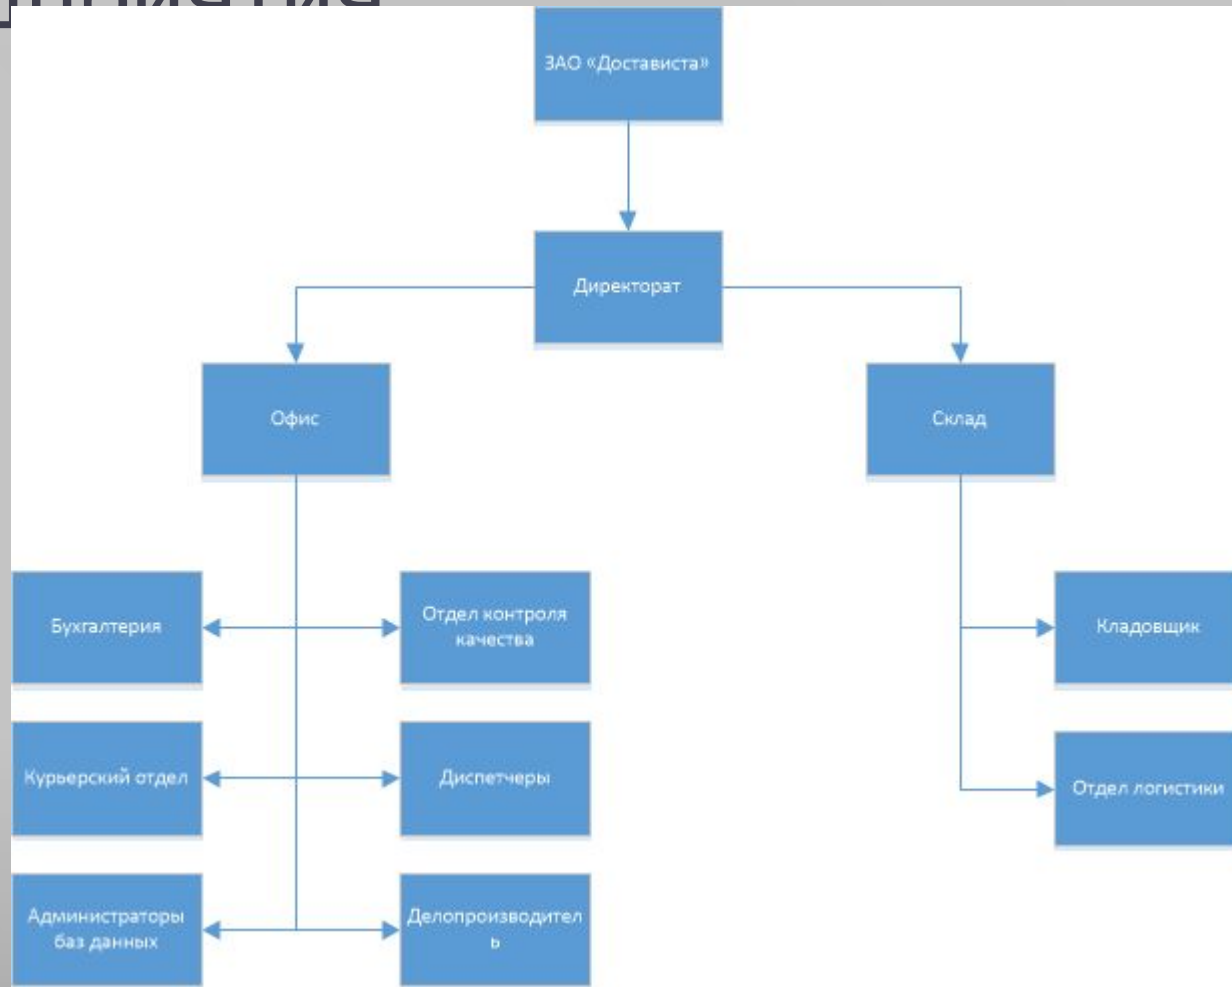 ЗАО «Достависта»
Директорат
Офис
Склад
Бухгалтерия
Отдел контроля
качества
Кладовщик
Курьерский отдел
Диспетчеры
Отдел логистики
Администраторы
баз данных
Делопроизводител
ь